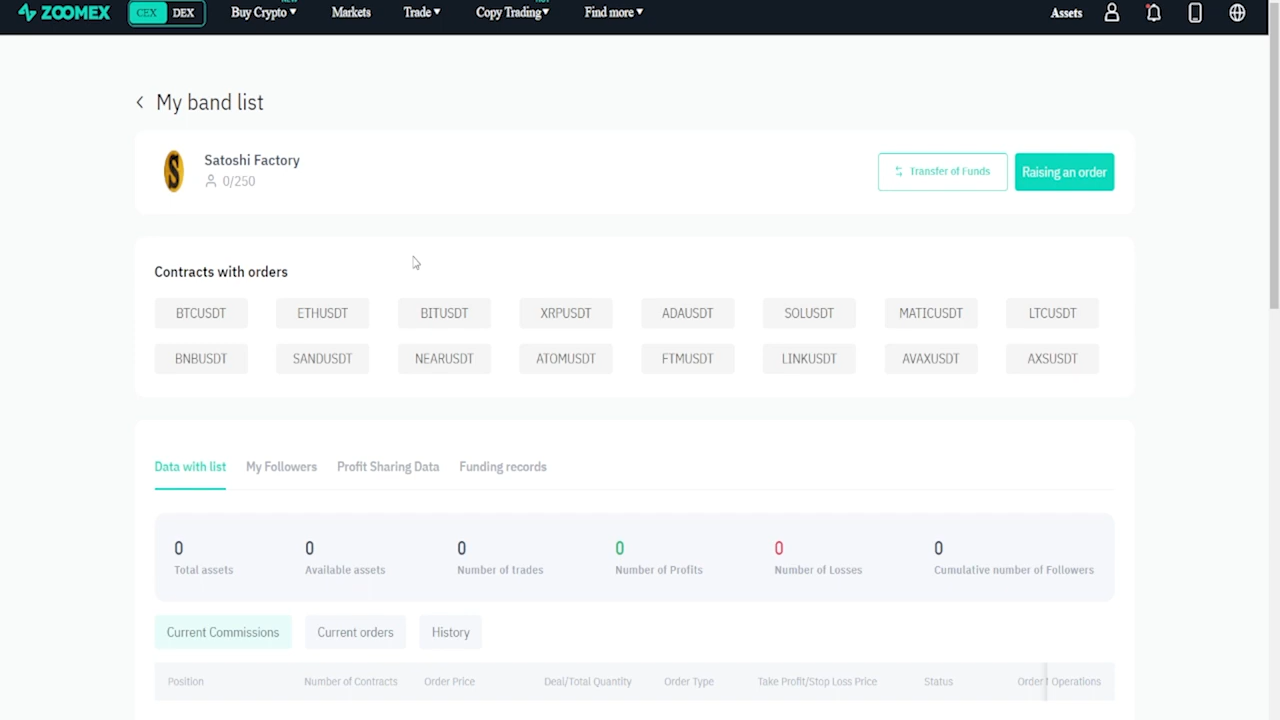 ZOOMEX CEX DEX Buy Crypto Markets Trade Copy Trading Find more Assets
My band list
Satoshi Factory
0/250
Transfer of Funds Raising an order
Contracts with orders
BTCUSDT ETHUSDT BITUSDT XRPUSDT ADAUSDT SOLUSDT MATICUSDT LTCUSDT
BNBUSDT SANDUSDT NEARUSDT ATOMUSDT FTMUSDT LINKUSDT AVAXUSDT AXSUSDT
Data with list My Followers Profit Sharing Data Funding records
0 0 0 0 0 0
Total assets Available assets Number of trades Number of Profits Number of Losses Cumulative number of Followers
Current Commissions Current orders History
Position Number of Contracts Order Price Deal/Total Quantity Order Type Take Profit/Stop Loss Price Status Order Operations